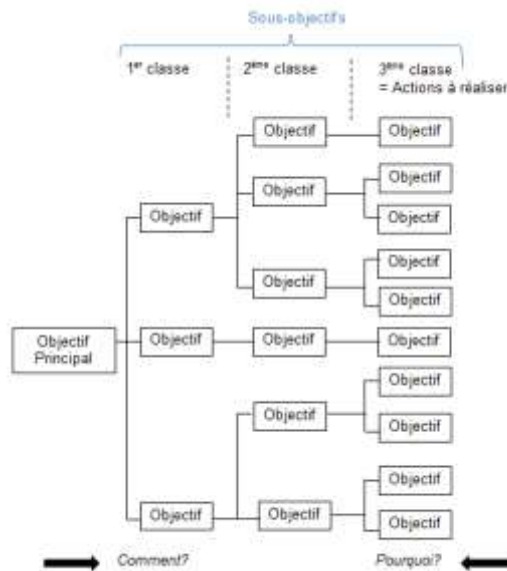 Sous-objectifs
1er classe
2ème classe
3ème classe
= Actions à réaliser
Objectif
Objectif
Objectif
Objectif
Objectif
Objectif
Objectif
Objectif
Objectif
Objectif
Principal
Objectif
Objectif
Objectif
Objectif
Objectif
Objectif
Objectif
Objectif
Objectif
Objectif
Comment?
Pourquoi?